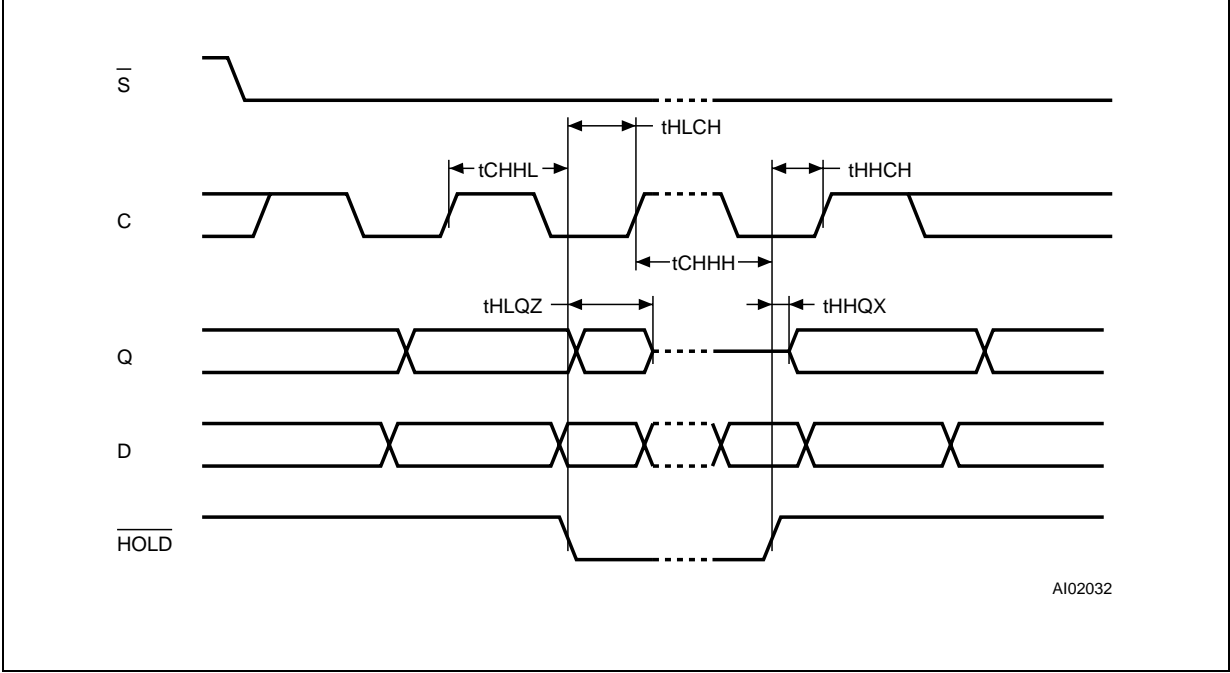 S
tHLCH
tCHHL
tHHCH
C
tCHHH
tHLQZ
tHHQX
Q
D
HOLD
AI02032